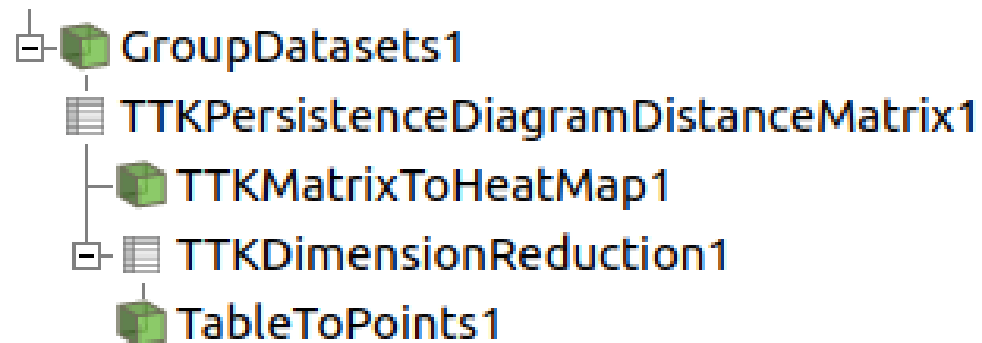 GroupDatasets1
TTKPersistenceDiagramDistanceMatrix1
TTKMatrixToHeatMap1
TTKDimensionReduction1
TableToPoints1